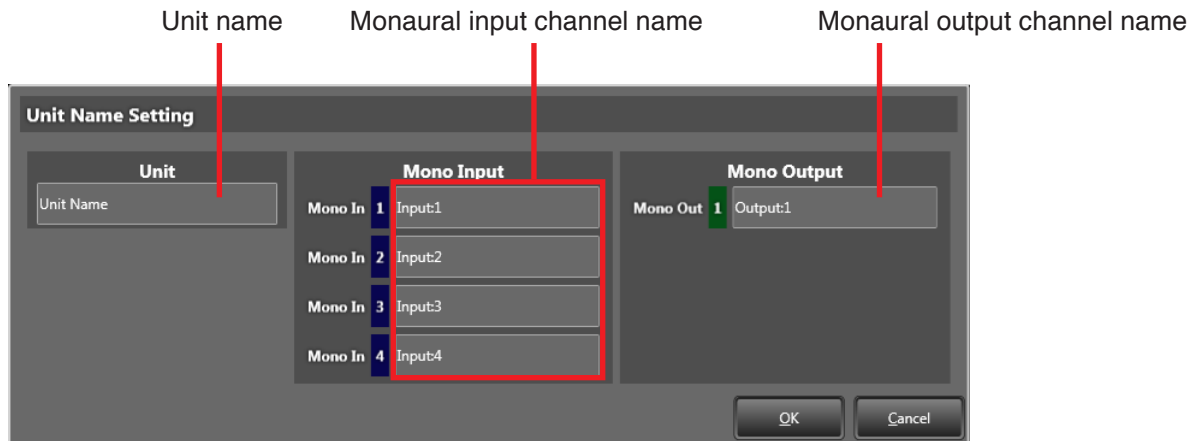 Unit name
Monaural input channel name
Monaural output channel name
Unit Name Setting
Unit
Unit Name
Mono Input
Mono In 1 Input:1
Mono In 2 Input:2
Mono In 3 Input:3
Mono In 4 Input:4
Mono Output
Mono Out 1 Output:1
OK
Cancel